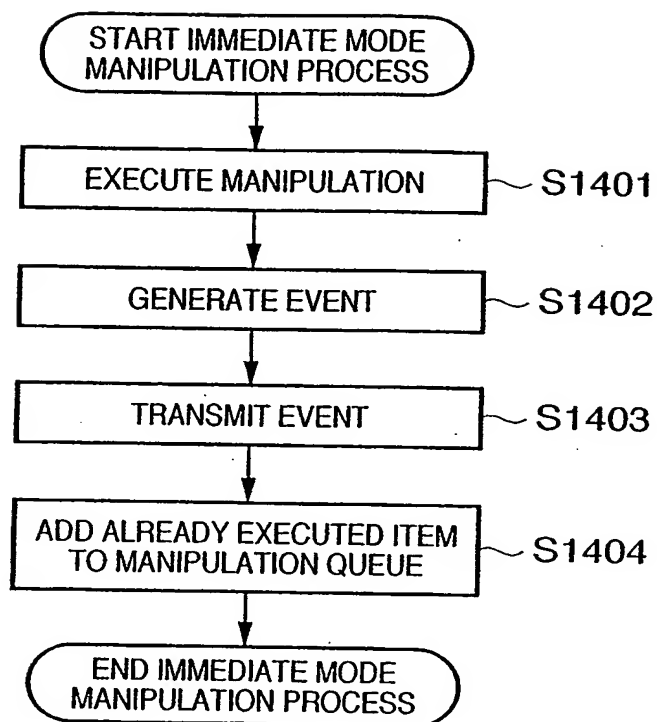 START IMMEDIATE MODE
MANIPULATION PROCESS
EXECUTE MANIPULATION
S1401
GENERATE EVENT
S1402
TRANSMIT EVENT
S1403
ADD ALREADY EXECUTED ITEM
TO MANIPULATION QUEUE
S1404
END IMMEDIATE MODE
MANIPULATION PROCESS